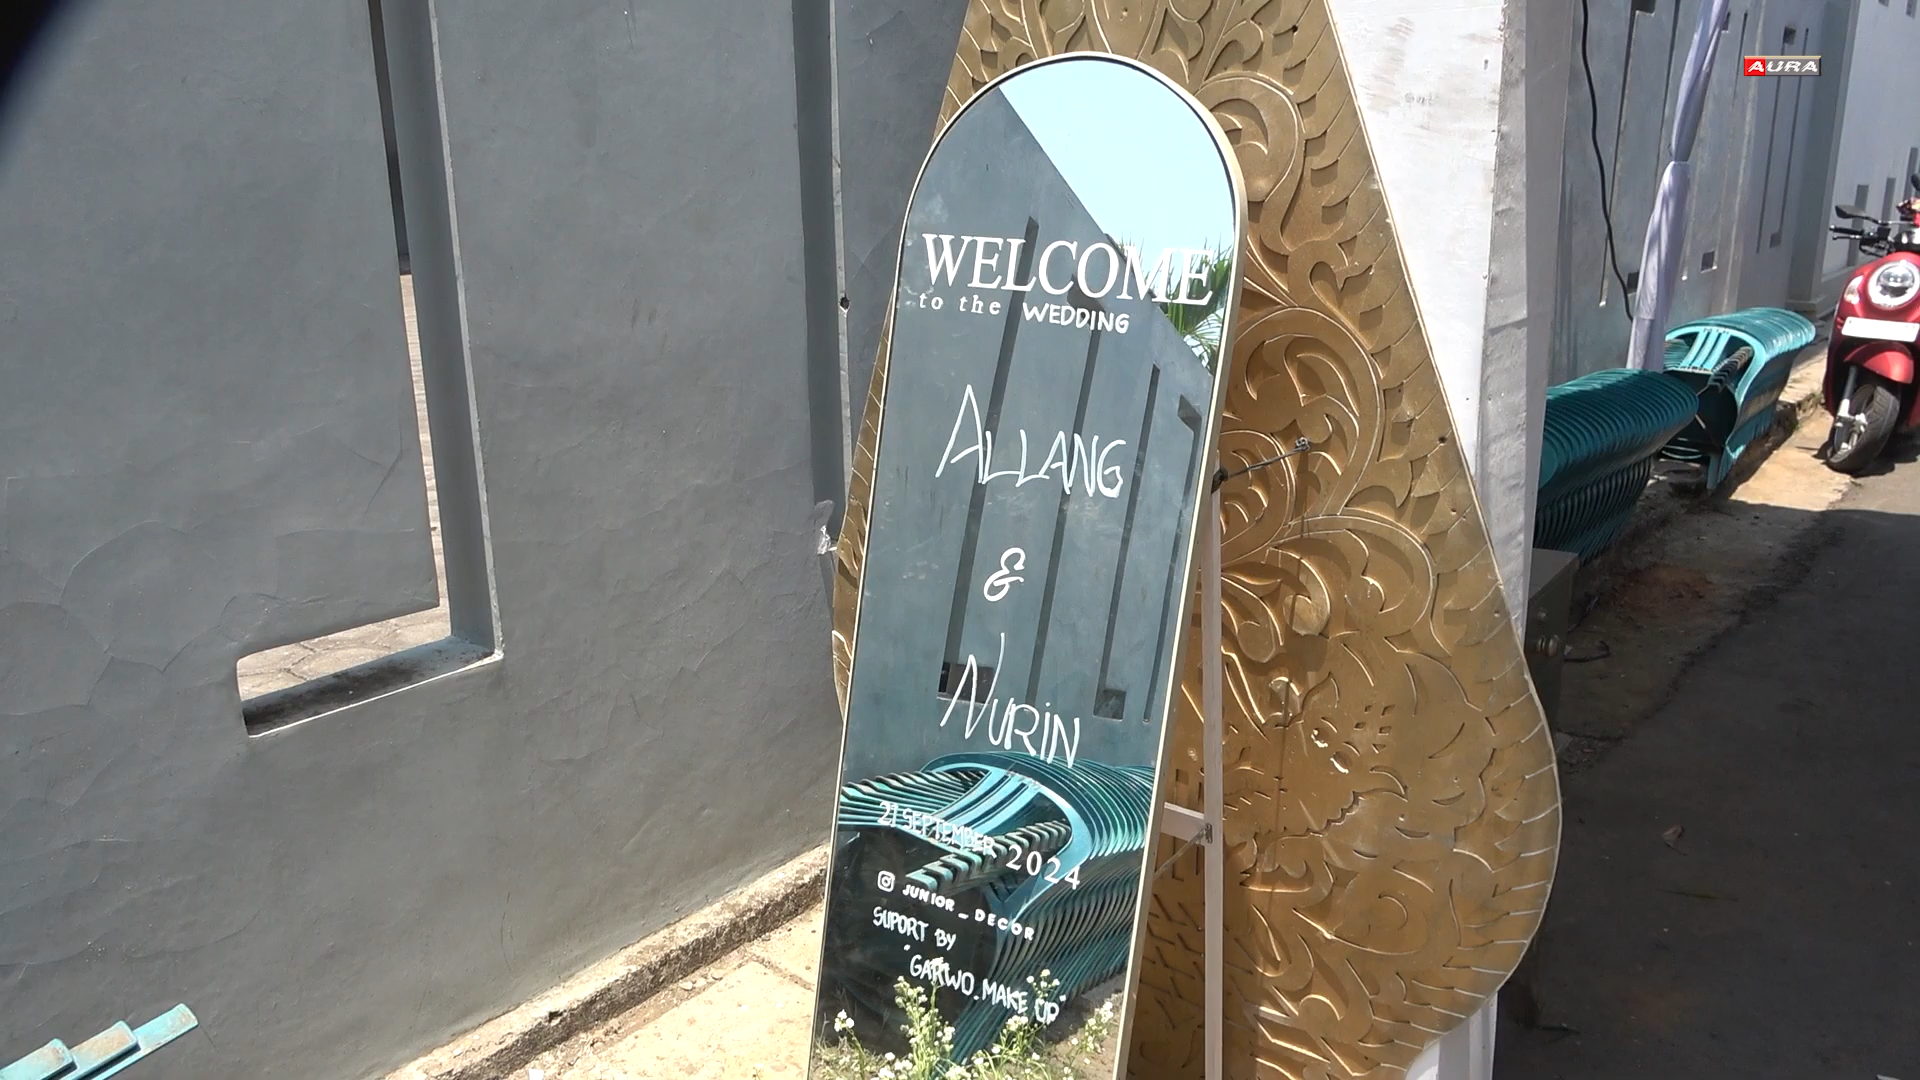 AURA
WELCOME
to the WEDDING
ALLANG
&
NURIN
21 SEPTEMBER 2024
JUNIOR_DECOR
SUPORT BY
"GARWO_MAKE UP"